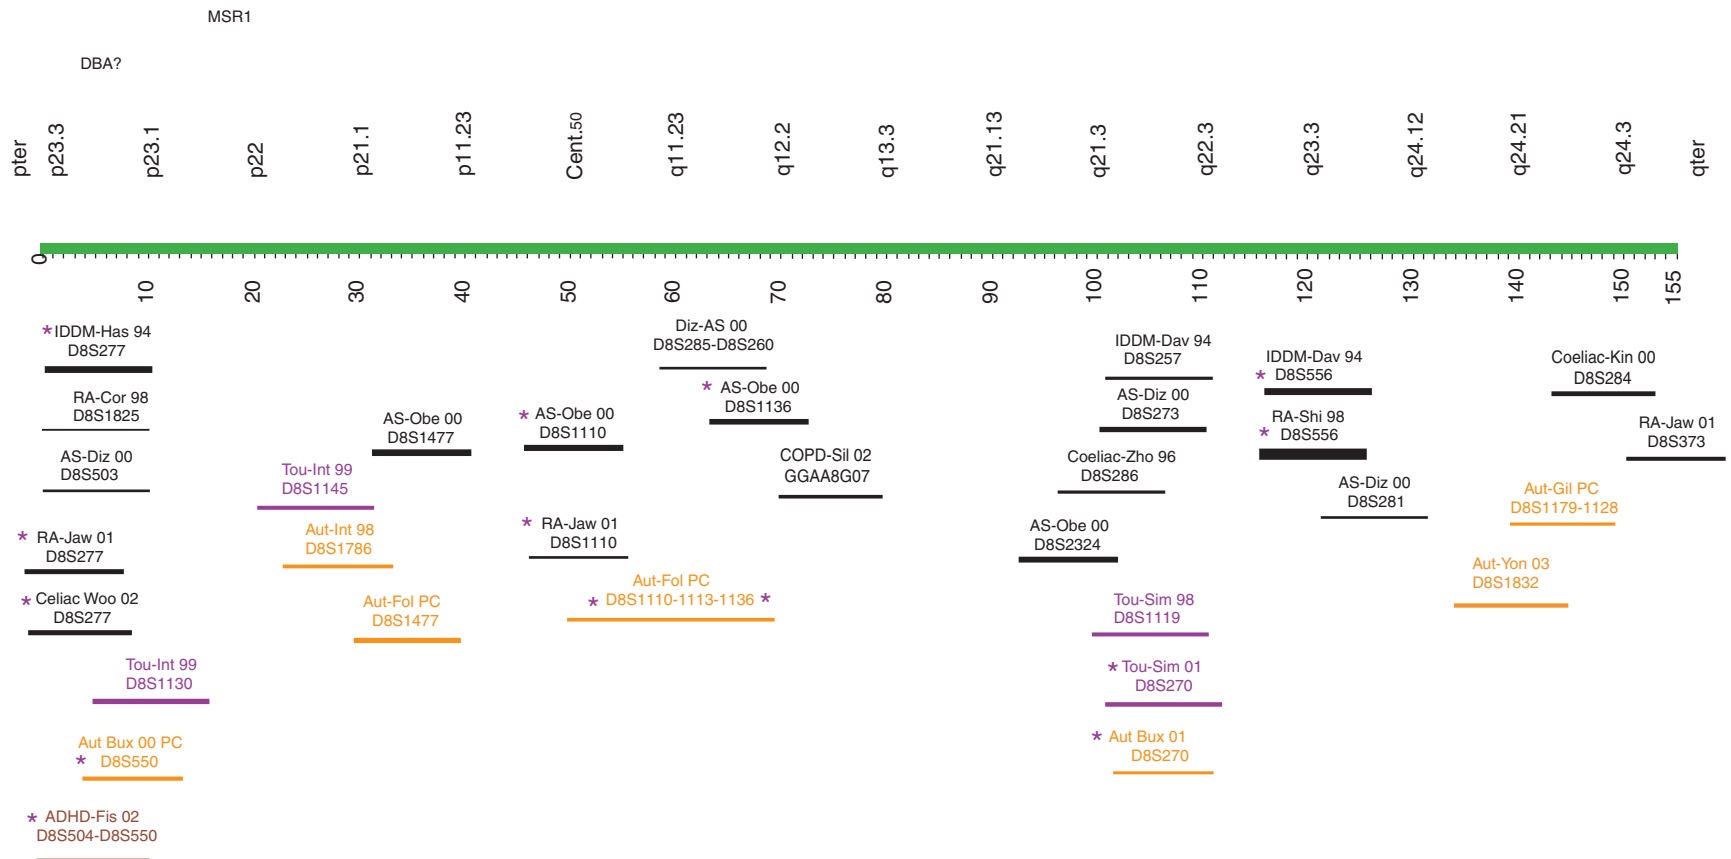 MSR1
DBA?
pter
p23.3
p23.1
p22
p21.1
p11.23
Cent.50
q11.23
q12.2
q13.3
q21.13
q21.3
q22.3
q23.3
q24.12
q24.21
q24.3
qter
0
10
20
30
40
50
60
70
80
90
100
110
120
130
140
150
155
*IDDM-Has 94
D8S277
RA-Cor 98
D8S1825
AS-Diz 00
D8S503
* RA-Jaw 01
D8S277
* Celiac Woo 02
D8S277
Tou-Int 99
D8S1130
Aut Bux 00 PC
* D8S550
* ADHD-Fis 02
D8S504-D8S550
Tou-Int 99
D8S1145
Aut-Int 98
D8S1786
AS-Obe 00
D8S1477
Aut-Fol PC
D8S1477
* AS-Obe 00
D8S1110
* RA-Jaw 01
D8S1110
Aut-Fol PC
* D8S1110-1113-1136 *
Diz-AS 00
D8S285-D8S260
* AS-Obe 00
D8S1136
COPD-Sil 02
GGAA8G07
IDDM-Dav 94
D8S257
AS-Diz 00
D8S273
Coeliac-Zho 96
D8S286
AS-Obe 00
D8S2324
Tou-Sim 98
D8S1119
* Tou-Sim 01
D8S270
* Aut Bux 01
D8S270
IDDM-Dav 94
* D8S556
RA-Shi 98
* D8S556
AS-Diz 00
D8S281
Coeliac-Kin 00
D8S284
RA-Jaw 01
D8S373
Aut-Gil PC
D8S1179-1128
Aut-Yon 03
D8S1832